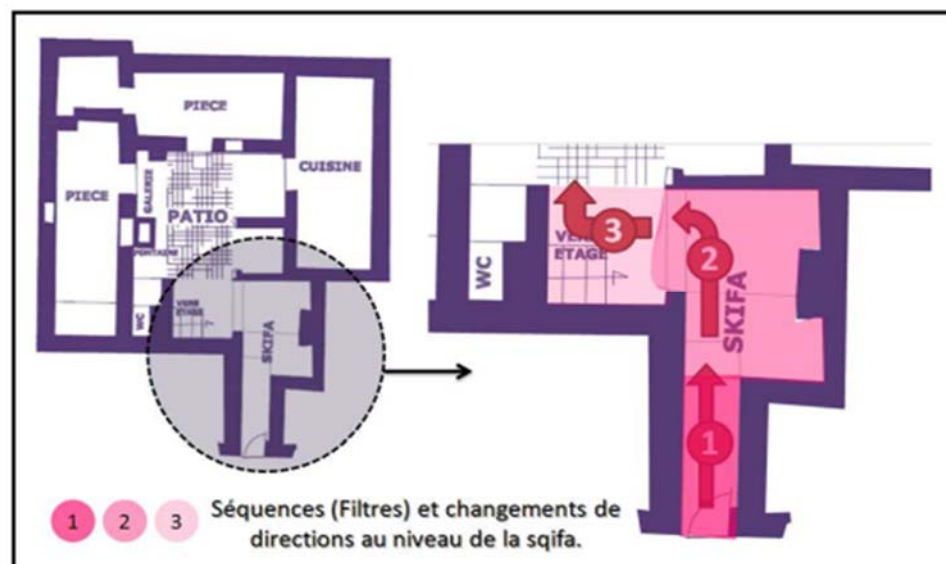 PIECE
CUISINE
PIECE
GALERIE
PATIO
FONTAINE
WC
VERS
ETAGE
SKIFA
WC
3
VERS
ETAGE
2
SKIFA
1
1 2 3 Séquences (Filtres) et changements de
directions au niveau de la sqifa.